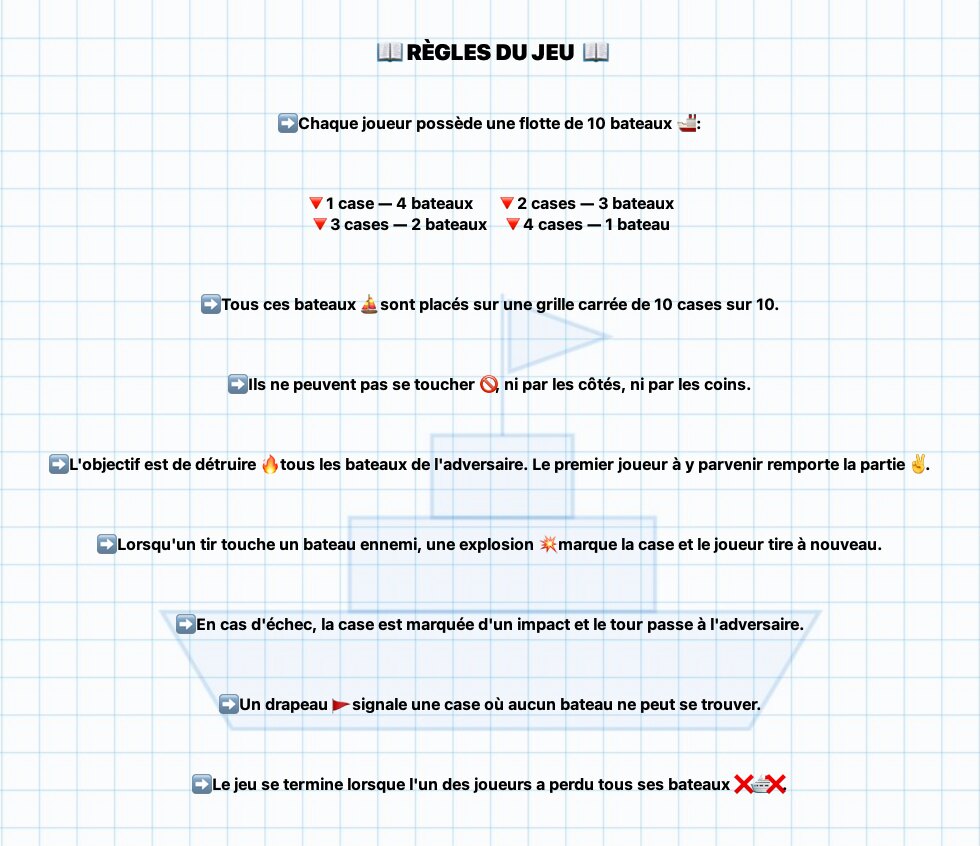 📖 RÈGLES DU JEU 📖
➡️Chaque joueur possède une flotte de 10 bateaux 🚢:
🔻1 case — 4 bateaux 🔻2 cases — 3 bateaux
🔻3 cases — 2 bateaux 🔻4 cases — 1 bateau
➡️Tous ces bateaux ⛵sont placés sur une grille carrée de 10 cases sur 10.
➡️Ils ne peuvent pas se toucher 🚫, ni par les côtés, ni par les coins.
➡️L'objectif est de détruire 🔥tous les bateaux de l'adversaire. Le premier joueur à y parvenir remporte la partie ✌️.
➡️Lorsqu'un tir touche un bateau ennemi, une explosion 💥marque la case et le joueur tire à nouveau.
➡️En cas d'échec, la case est marquée d'un impact et le tour passe à l'adversaire.
➡️Un drapeau 🚩signale une case où aucun bateau ne peut se trouver.
➡️Le jeu se termine lorsque l'un des joueurs a perdu tous ses bateaux ❌🚢❌.